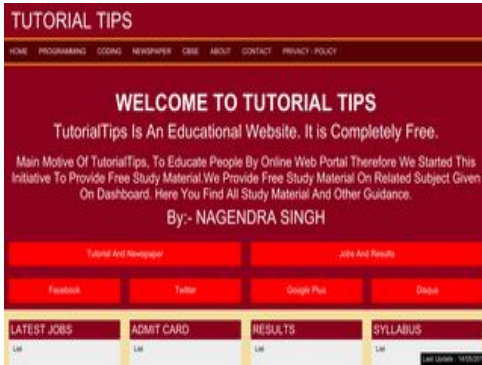 TUTORIAL TIPS
HOME PROGRAMMING CODING NEWSPAPER CBSE ABOUT CONTACT PRIVACY - POLICY
WELCOME TO TUTORIAL TIPS
TutorialTips Is An Educational Website. It is Completely Free.
Main Motive Of TutorialTips, To Educate People By Online Web Portal Therefore We Started This
Initiative To Provide Free Study Material.We Provide Free Study Material On Related Subject Given
On Dashboard. Here You Find All Study Material And Other Guidance.
By:- NAGENDRA SINGH
Tutorial And Newspaper Jobs And Results
Facebook Twitter Google Plus Disqus
LATEST JOBS ADMIT CARD RESULTS SYLLABUS
List List List List
Last Update :